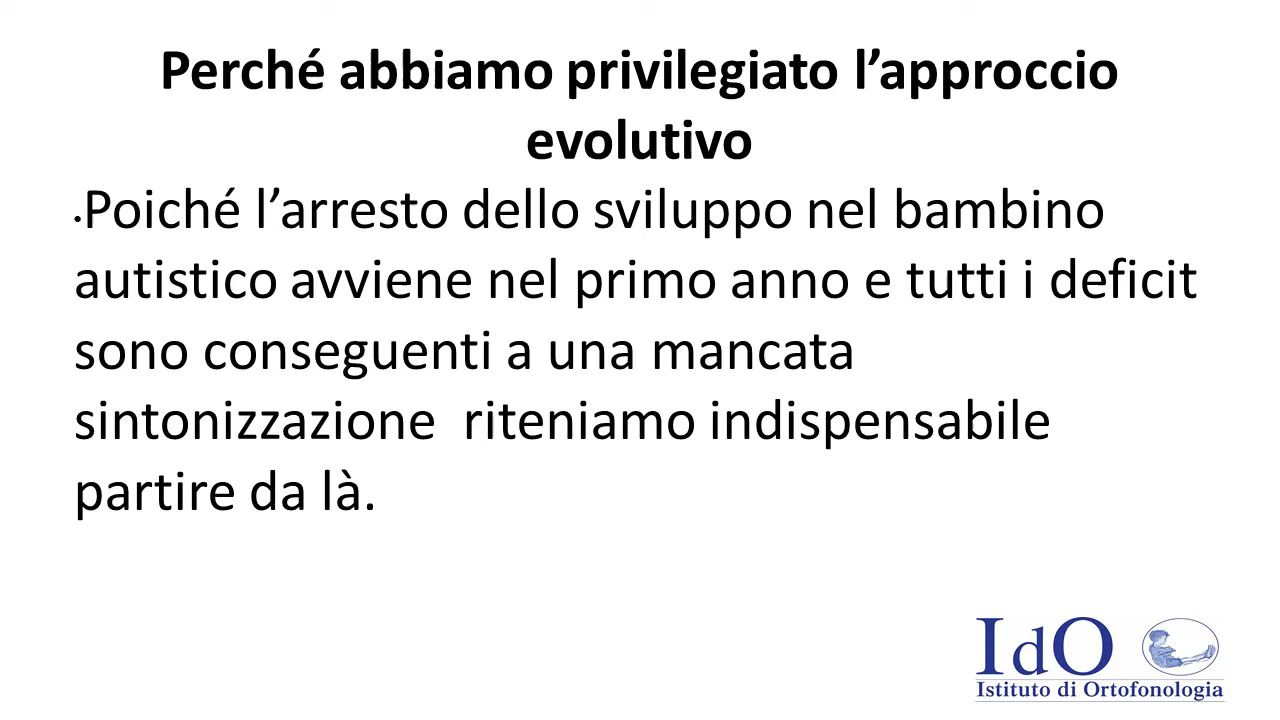 Perché abbiamo privilegiato l’approccio
evolutivo
•Poiché l’arresto dello sviluppo nel bambino
autistico avviene nel primo anno e tutti i deficit
sono conseguenti a una mancata
sintonizzazione  riteniamo indispensabile
partire da là.
IdO
Istituto di Ortofonologia